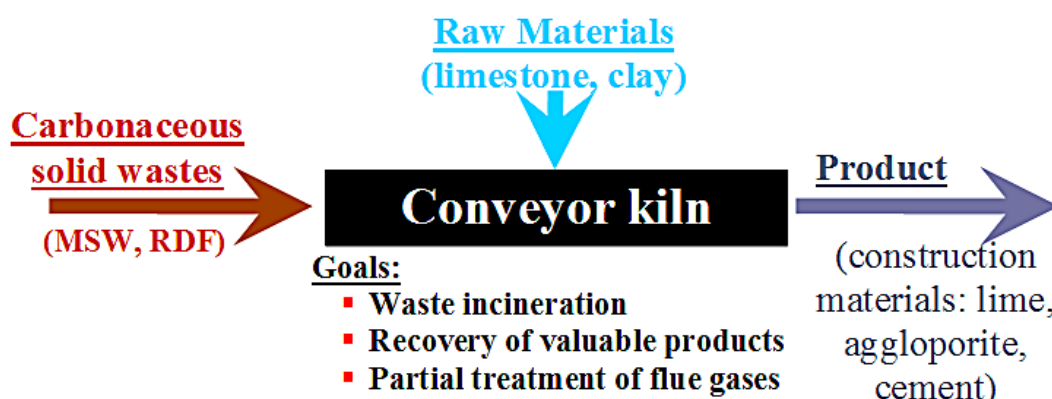 Raw Materials
(limestone, clay)
Carbonaceous
solid wastes
(MSW, RDF)
Conveyor kiln
Product
(construction
materials: lime,
aggloporite,
cement)
Goals:
▪ Waste incineration
▪ Recovery of valuable products
▪ Partial treatment of flue gases